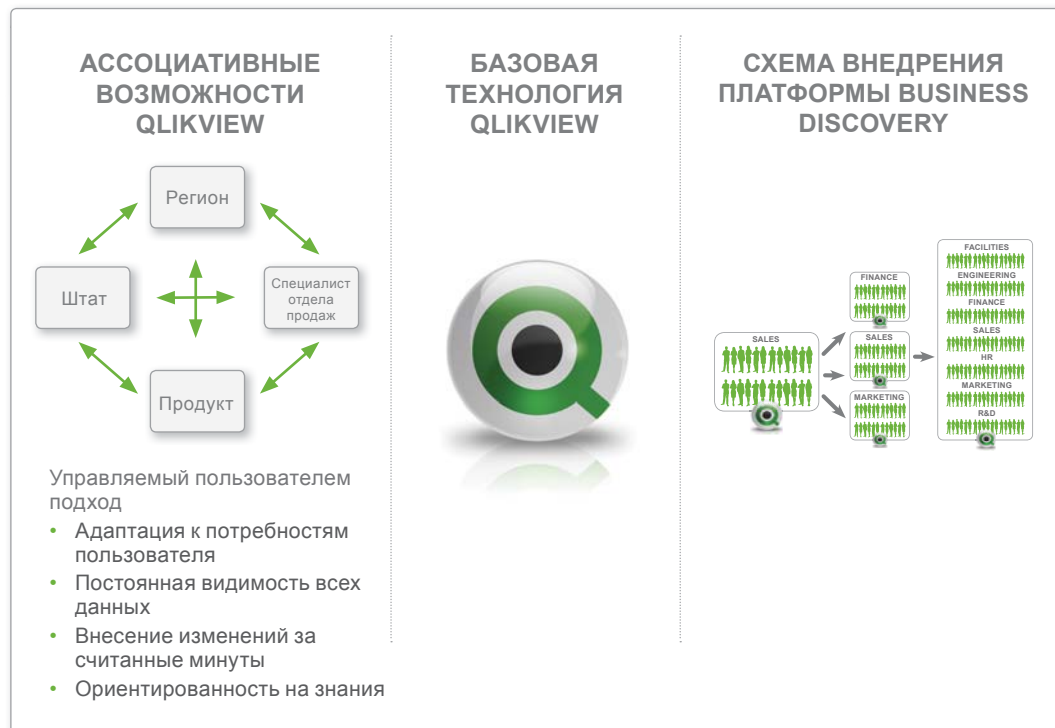 АССОЦИАТИВНЫЕ
ВОЗМОЖНОСТИ
QLIKVIEW
Регион
Штат
Специалист
отдела
продаж
Продукт
Управляемый пользователем
подход
• Адаптация к потребностям
пользователя
• Постоянная видимость всех
данных
• Внесение изменений за
считанные минуты
• Ориентированность на знания
БАЗОВАЯ
ТЕХНОЛОГИЯ
QLIKVIEW
СХЕМА ВНЕДРЕНИЯ
ПЛАТФОРМЫ BUSINESS
DISCOVERY
SALES
FINANCE
SALES
MARKETING
FACILITIES
ENGINEERING
FINANCE
SALES
HR
MARKETING
R&D